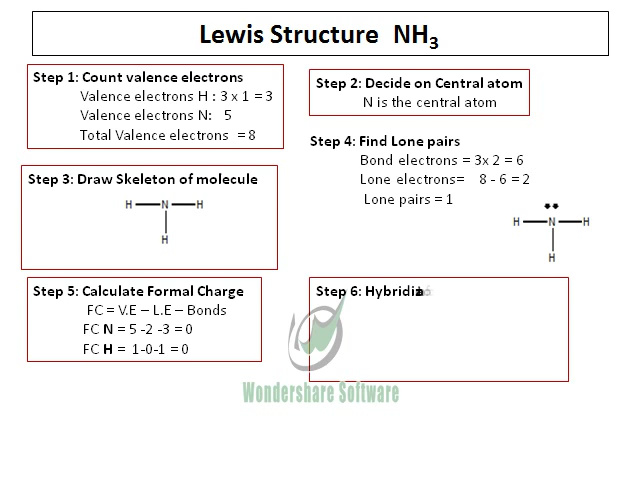 Lewis Structure NH3
Step 1: Count valence electrons
Valence electrons H : 3 x 1 = 3
Valence electrons N: 5
Total Valence electrons = 8
Step 2: Decide on Central atom
N is the central atom
Step 3: Draw Skeleton of molecule
H N H
H
Step 4: Find Lone pairs
Bond electrons = 3x 2 = 6
Lone electrons= 8 - 6 = 2
Lone pairs = 1
H N H
H
Step 5: Calculate Formal Charge
FC = V.E – L.E – Bonds
FC N = 5 -2 -3 = 0
FC H = 1-0-1 = 0
Step 6:
Wondershare Software